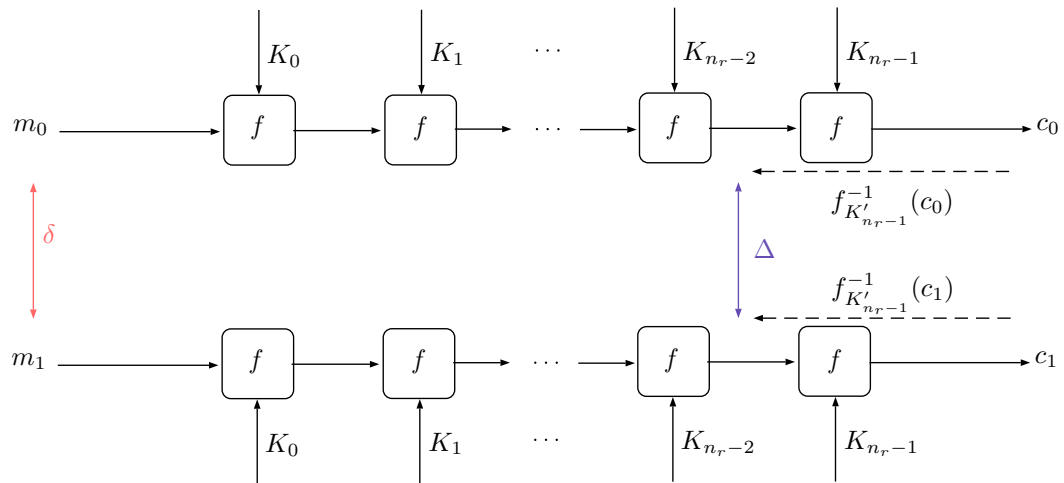 K_0 K_1 ··· K_{n_r−2} K_{n_r−1}
m_0 f f ··· f f c_0
f^{−1}_{K'_{n_r−1}}(c_0)
δ Δ
f^{−1}_{K'_{n_r−1}}(c_1)
m_1 f f ··· f f c_1
K_0 K_1 ··· K_{n_r−2} K_{n_r−1}